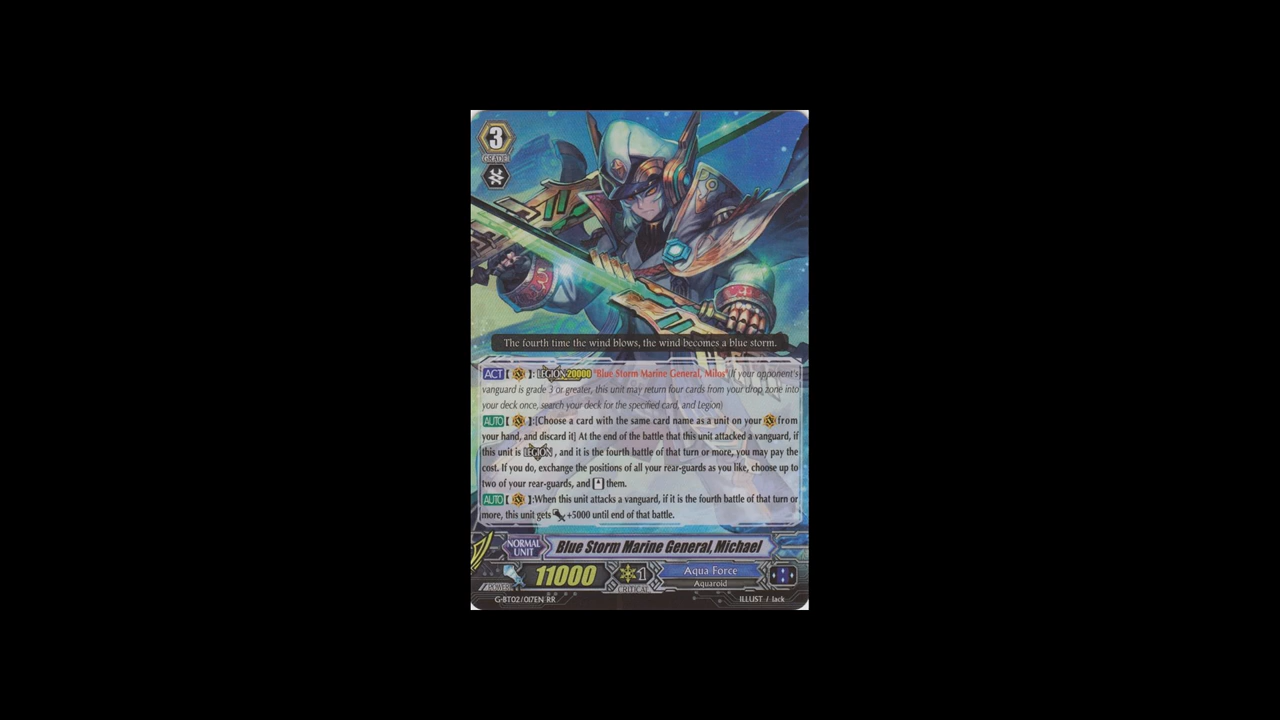 3
GRADE
The fourth time the wind blows, the wind becomes a blue storm.
ACT【 】:LEGION 20000 "Blue Storm Marine General, Milos"(If your opponent's
vanguard is grade 3 or greater, this unit may return four cards from your drop zone into
your deck once, search your deck for the specified card, and Legion)
AUTO【 】:[Choose a card with the same card name as a unit on your from
your hand, and discard it] At the end of the battle that this unit attacked a vanguard, if
this unit is LEGION , and it is the fourth battle of that turn or more, you may pay the
cost. If you do, exchange the positions of all your rear-guards as you like, choose up to
two of your rear-guards, and them.
AUTO【 】:When this unit attacks a vanguard, if it is the fourth battle of that turn or
more, this unit gets +5000 until end of that battle.
NORMAL
UNIT
Blue Storm Marine General, Michael
POWER
11000
1
CRITICAL
Aqua Force
Aquaroid
G-BT02/017EN RR
ILLUST / Jack